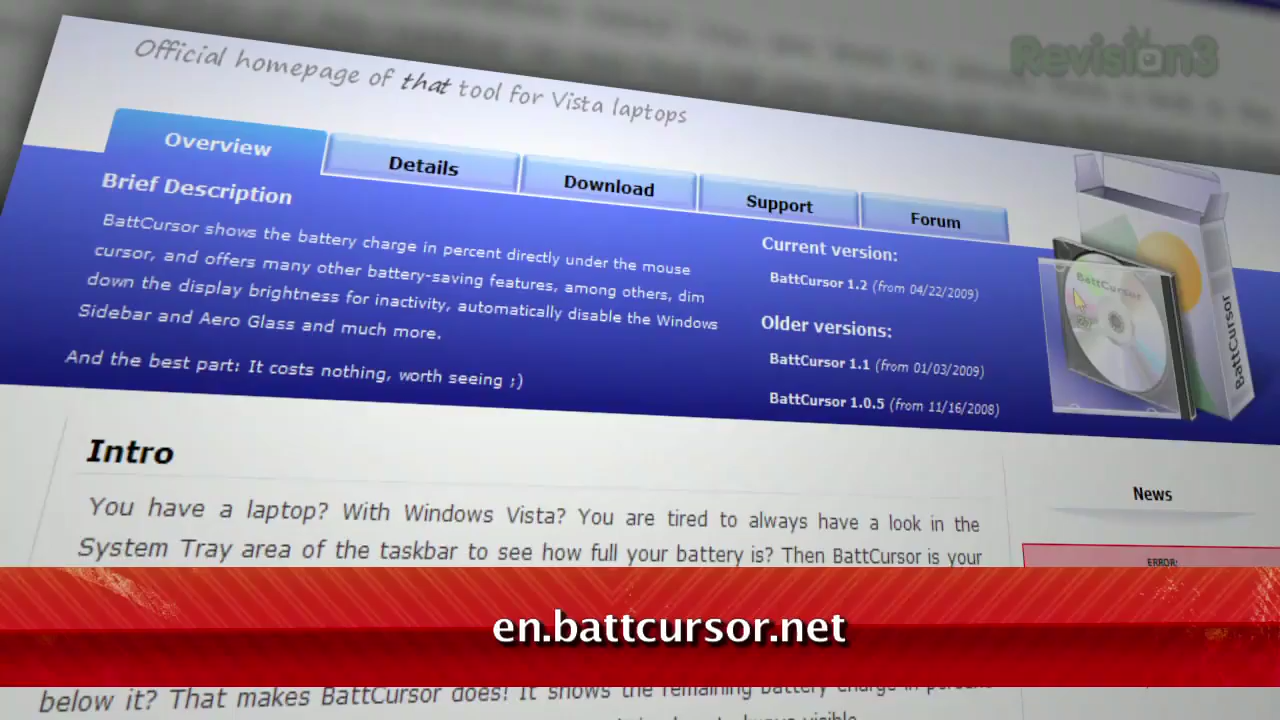 Revision3
Official homepage of that tool for Vista laptops
Overview
Details
Download
Support
Forum
Brief Description
BattCursor shows the battery charge in percent directly under the mouse
cursor, and offers many other battery-saving features, among others, dim
down the display brightness for inactivity, automatically disable the Windows
Sidebar and Aero Glass and much more.
And the best part: It costs nothing, worth seeing ;)
Current version:
BattCursor 1.2 (from 04/22/2009)
Older versions:
BattCursor 1.1 (from 01/03/2009)
BattCursor 1.0.5 (from 11/16/2008)
BattCursor
BattCursor
Intro
You have a laptop? With Windows Vista? You are tired to always have a look in the
System Tray area of the taskbar to see how full your battery is? Then BattCursor is your
News
ERROR:
en.battcursor.net
below it? That makes BattCursor does! It shows the remaining battery charge in
always visible